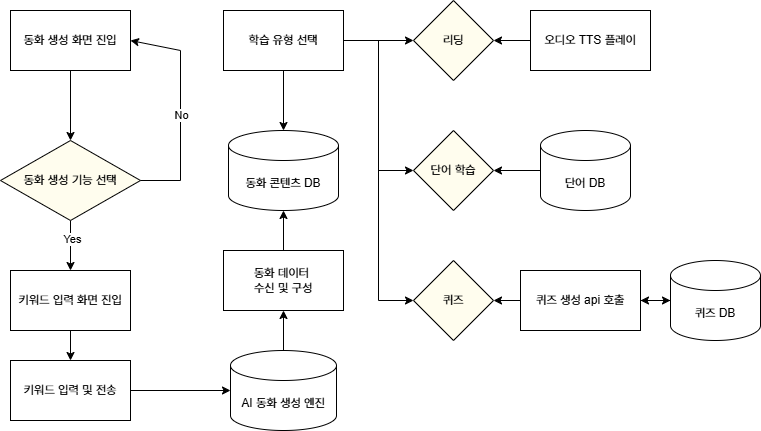 동화 생성 화면 진입
No
동화 생성 기능 선택
Yes
키워드 입력 화면 진입
키워드 입력 및 전송
학습 유형 선택
동화 콘텐츠 DB
동화 데이터
수신 및 구성
AI 동화 생성 엔진
리딩
오디오 TTS 플레이
단어 학습
단어 DB
퀴즈
퀴즈 생성 api 호출
퀴즈 DB